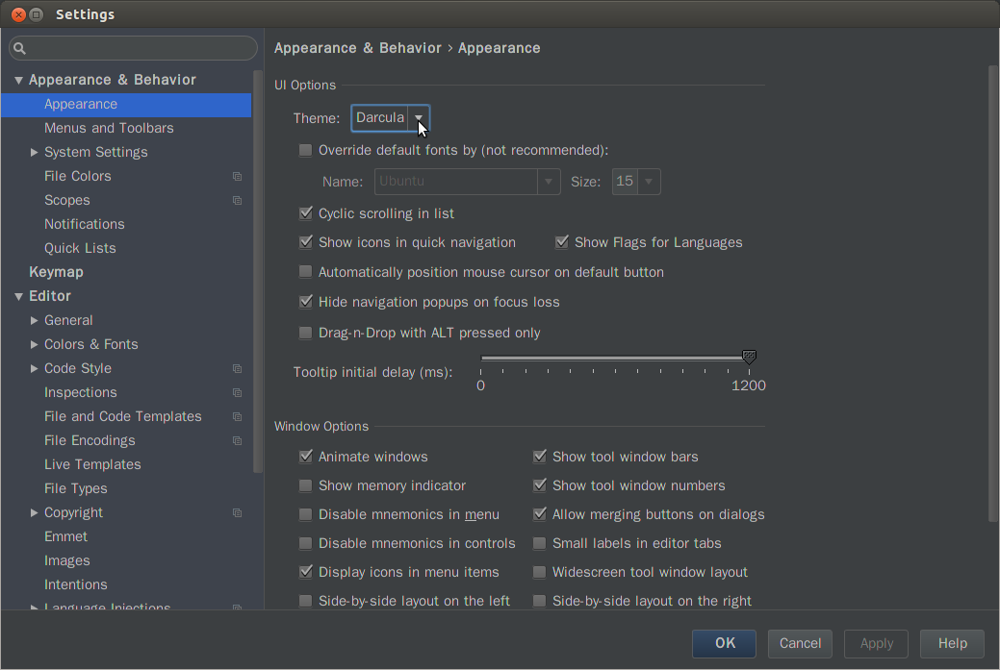 Settings
Appearance & Behavior
Appearance
Menus and Toolbars
System Settings
File Colors
Scopes
Notifications
Quick Lists
Keymap
Editor
General
Colors & Fonts
Code Style
Inspections
File and Code Templates
File Encodings
Live Templates
File Types
Copyright
Emmet
Images
Intentions
Language Injections
Appearance & Behavior › Appearance
UI Options
Theme: Darcula
Override default fonts by (not recommended):
Name: Ubuntu Size: 15
Cyclic scrolling in list
Show icons in quick navigation Show Flags for Languages
Automatically position mouse cursor on default button
Hide navigation popups on focus loss
Drag-n-Drop with ALT pressed only
Tooltip initial delay (ms):
0 1200
Window Options
Animate windows Show tool window bars
Show memory indicator Show tool window numbers
Disable mnemonics in menu Allow merging buttons on dialogs
Disable mnemonics in controls Small labels in editor tabs
Display icons in menu items Widescreen tool window layout
Side-by-side layout on the left Side-by-side layout on the right
OK Cancel Apply Help